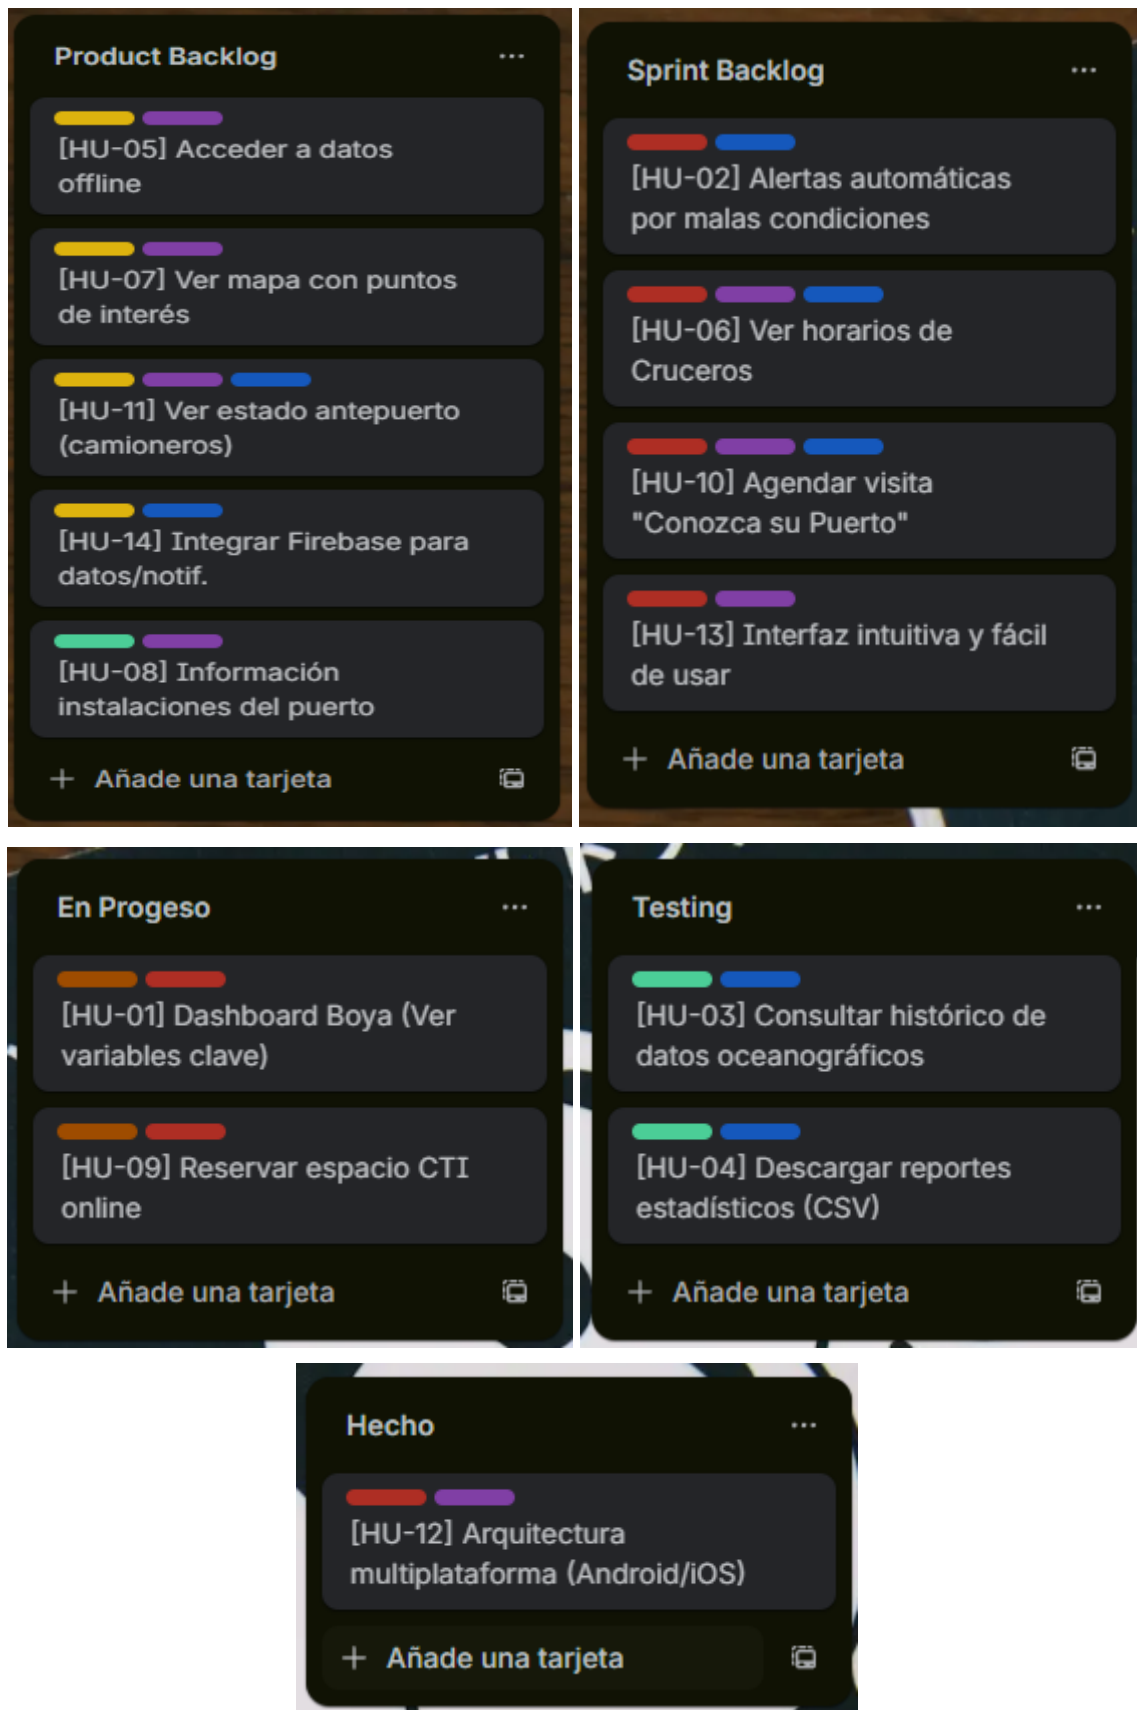 Product Backlog
[HU-05] Acceder a datos
offline
[HU-07] Ver mapa con puntos
de interés
[HU-11] Ver estado antepuerto
(camioneros)
[HU-14] Integrar Firebase para
datos/notif.
[HU-08] Información
instalaciones del puerto
+ Añade una tarjeta
Sprint Backlog
[HU-02] Alertas automáticas
por malas condiciones
[HU-06] Ver horarios de
Cruceros
[HU-10] Agendar visita
"Conozca su Puerto"
[HU-13] Interfaz intuitiva y fácil
de usar
+ Añade una tarjeta
En Progeso
[HU-01] Dashboard Boya (Ver
variables clave)
[HU-09] Reservar espacio CTI
online
+ Añade una tarjeta
Testing
[HU-03] Consultar histórico de
datos oceanográficos
[HU-04] Descargar reportes
estadísticos (CSV)
+ Añade una tarjeta
Hecho
[HU-12] Arquitectura
multiplataforma (Android/iOS)
+ Añade una tarjeta